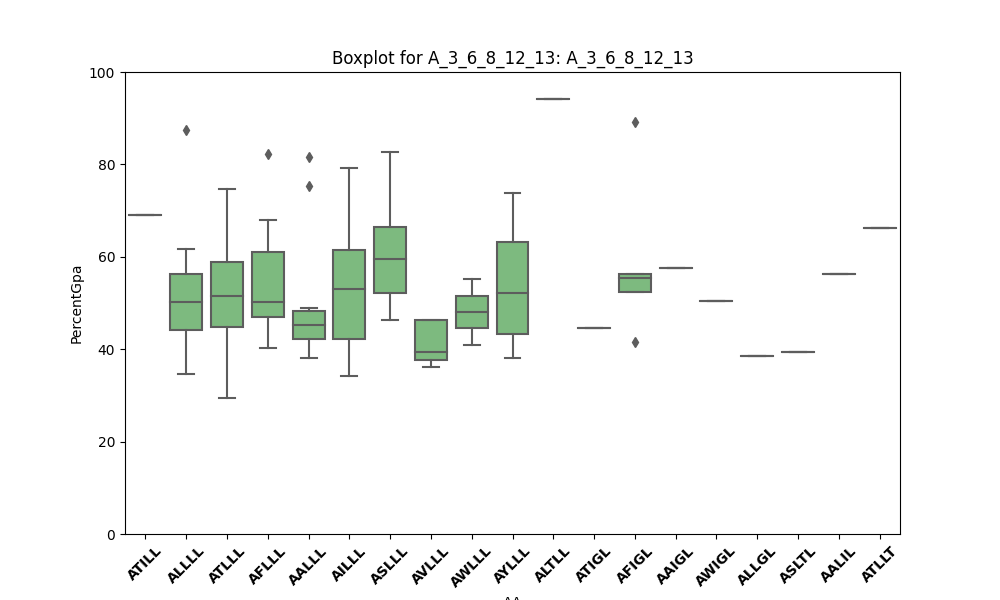 Boxplot for A_3_6_8_12_13: A_3_6_8_12_13
PercentGpa
100
80
60
40
20
0
ATILL ALLLL ATLLL AFLLL AALLL AILLL ASLLL AVLLL AWLLL AYLLL ALTLL ATIGL AFIGL AAIGL AWIGL ALLGL ASLTL AALIL ATLLT